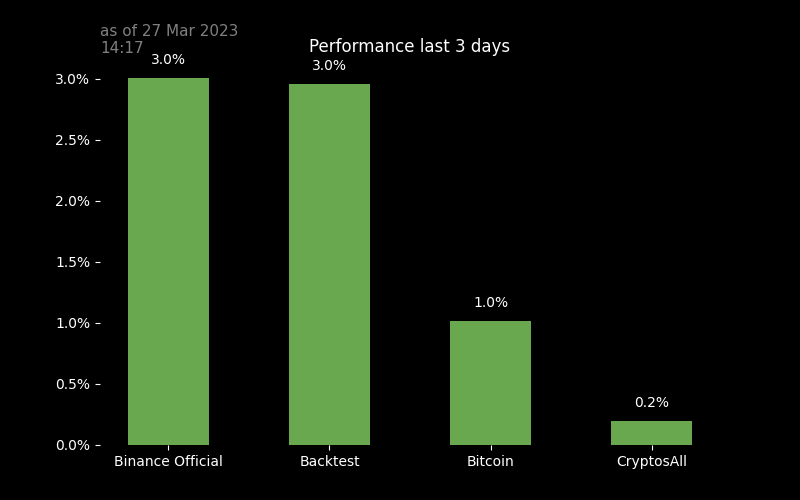 as of 27 Mar 2023
14:17
Performance last 3 days
3.0%
3.0%
1.0%
0.2%
3.0%
2.5%
2.0%
1.5%
1.0%
0.5%
0.0%
Binance Official
Backtest
Bitcoin
CryptosAll